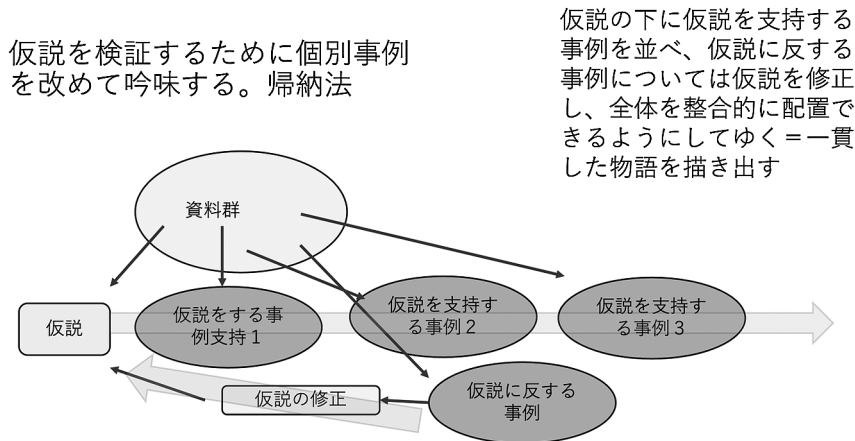 仮説を検証するために個別事例
を改めて吟味する。帰納法
仮説の下に仮説を支持する
事例を並べ、仮説に反する
事例については仮説を修正
し、全体を整合的に配置で
きるようにしてゆく＝一貫
した物語を描き出す
資料群
仮説
仮説をする事
例支持１
仮説を支持す
る事例２
仮説を支持す
る事例３
仮説の修正
仮説に反する
事例